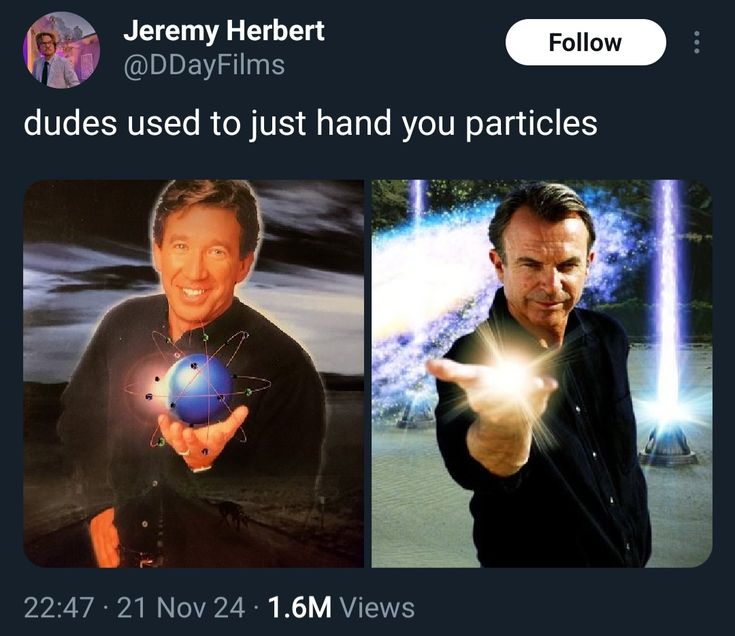 Jeremy Herbert
@DDayFilms
Follow
dudes used to just hand you particles
22:47 · 21 Nov 24 · 1.6M Views